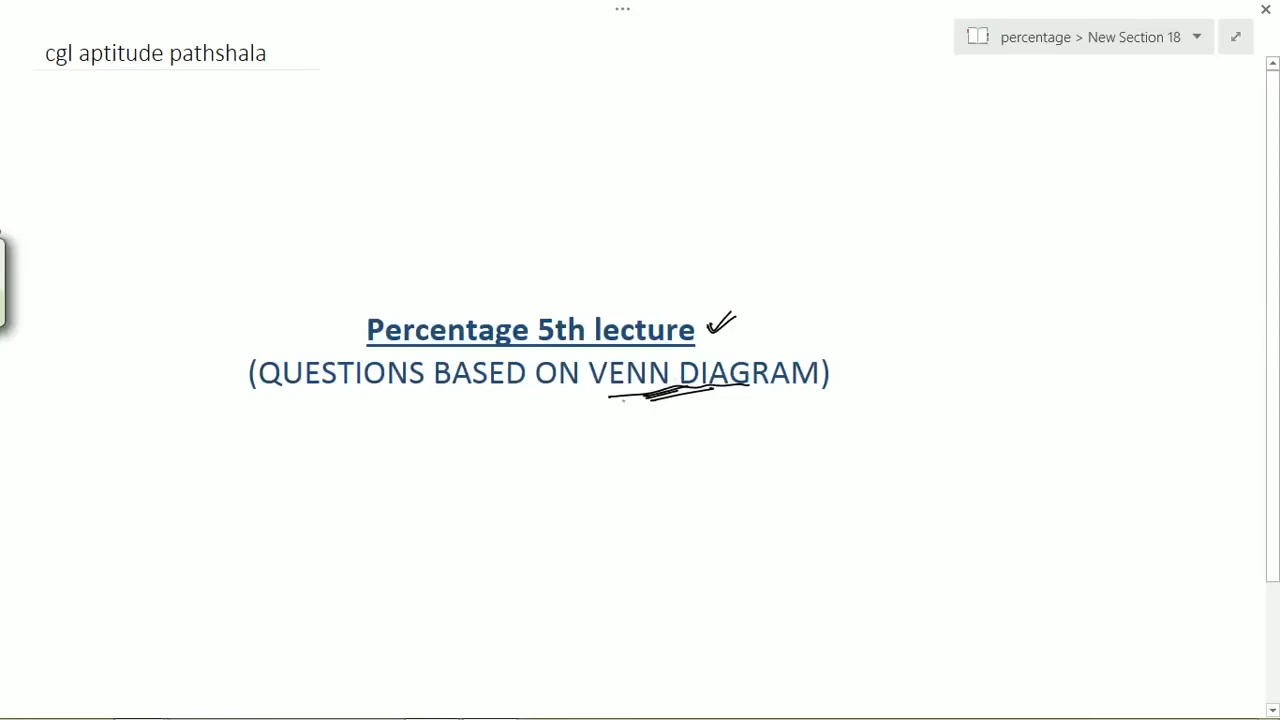 cgl aptitude pathshala
percentage > New Section 18
Percentage 5th lecture
(QUESTIONS BASED ON VENN DIAGRAM)